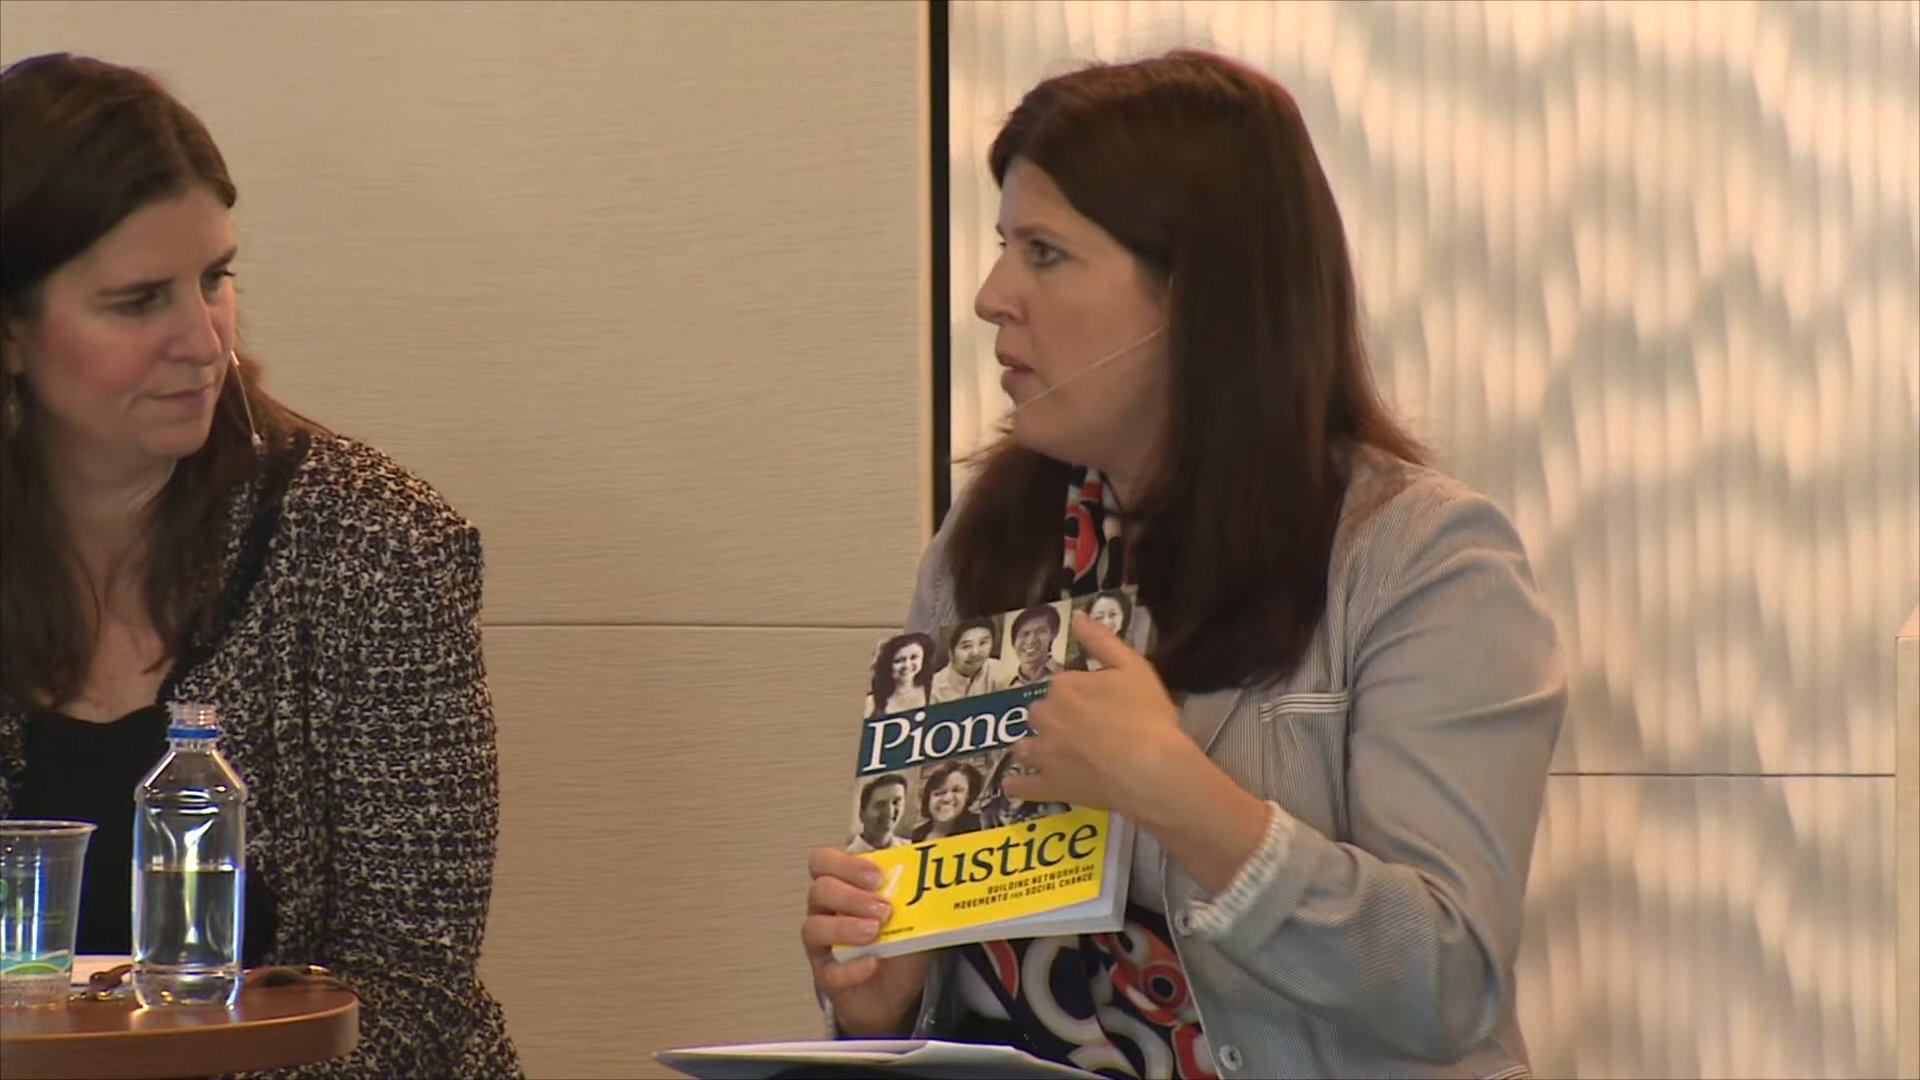 Pione
Justice
BUILDING NETWORKS AND
MOVEMENTS FOR SOCIAL CHANGE